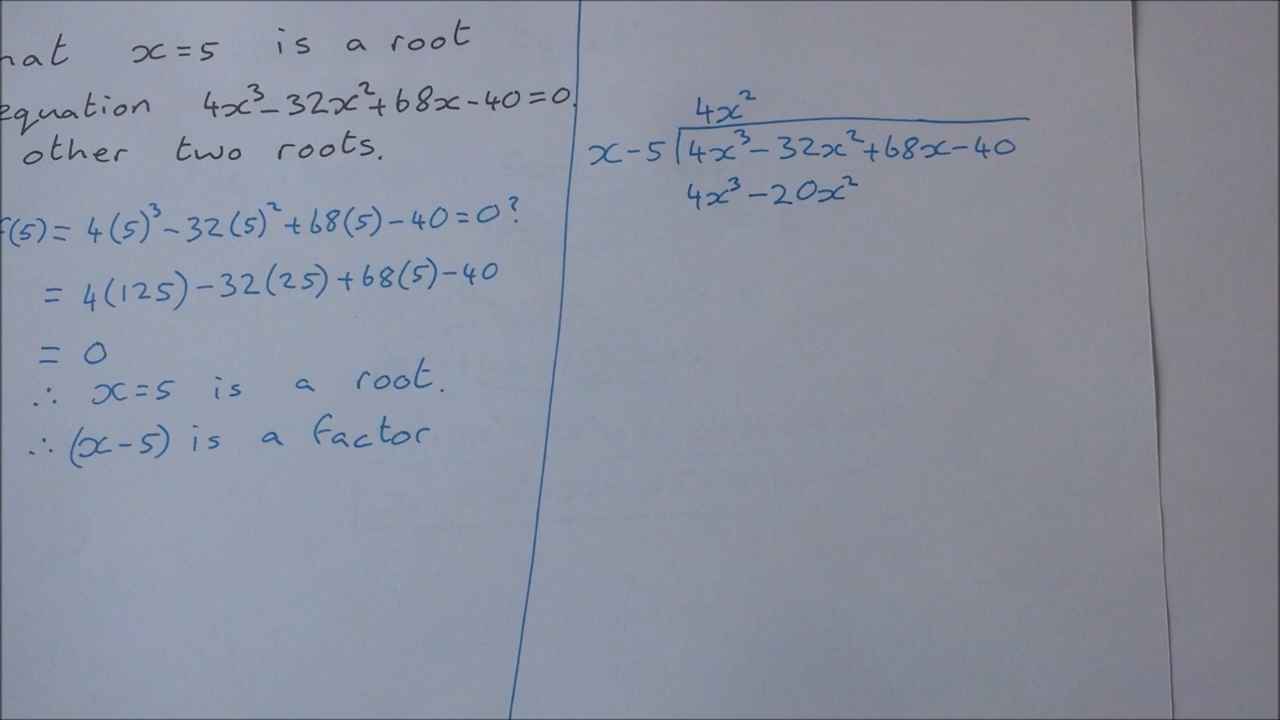 hat x=5 is a root
equation 4x³-32x²+68x-40=0.
other two roots.
f(5)= 4(5)³-32(5)²+68(5)-40=0?
= 4(125)-32(25)+68(5)-40
= 0
∴ x=5 is a root.
∴ (x-5) is a factor
4x²
x-5 4x³-32x²+68x-40
4x³-20x²